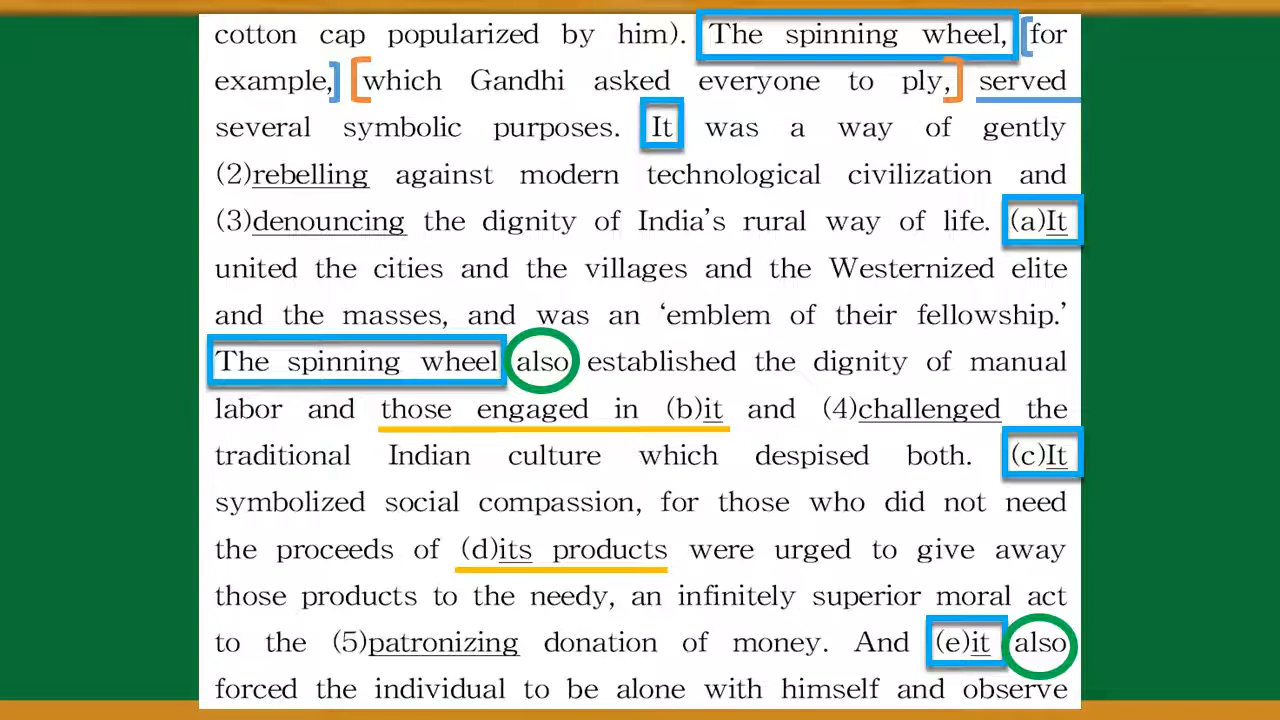 cotton cap popularized by him). The spinning wheel, for
example, which Gandhi asked everyone to ply, served
several symbolic purposes. It was a way of gently
(2)rebelling against modern technological civilization and
(3)denouncing the dignity of India’s rural way of life. (a)It
united the cities and the villages and the Westernized elite
and the masses, and was an ‘emblem of their fellowship.’
The spinning wheel also established the dignity of manual
labor and those engaged in (b)it and (4)challenged the
traditional Indian culture which despised both. (c)It
symbolized social compassion, for those who did not need
the proceeds of (d)its products were urged to give away
those products to the needy, an infinitely superior moral act
to the (5)patronizing donation of money. And (e)it also
forced the individual to be alone with himself and observe